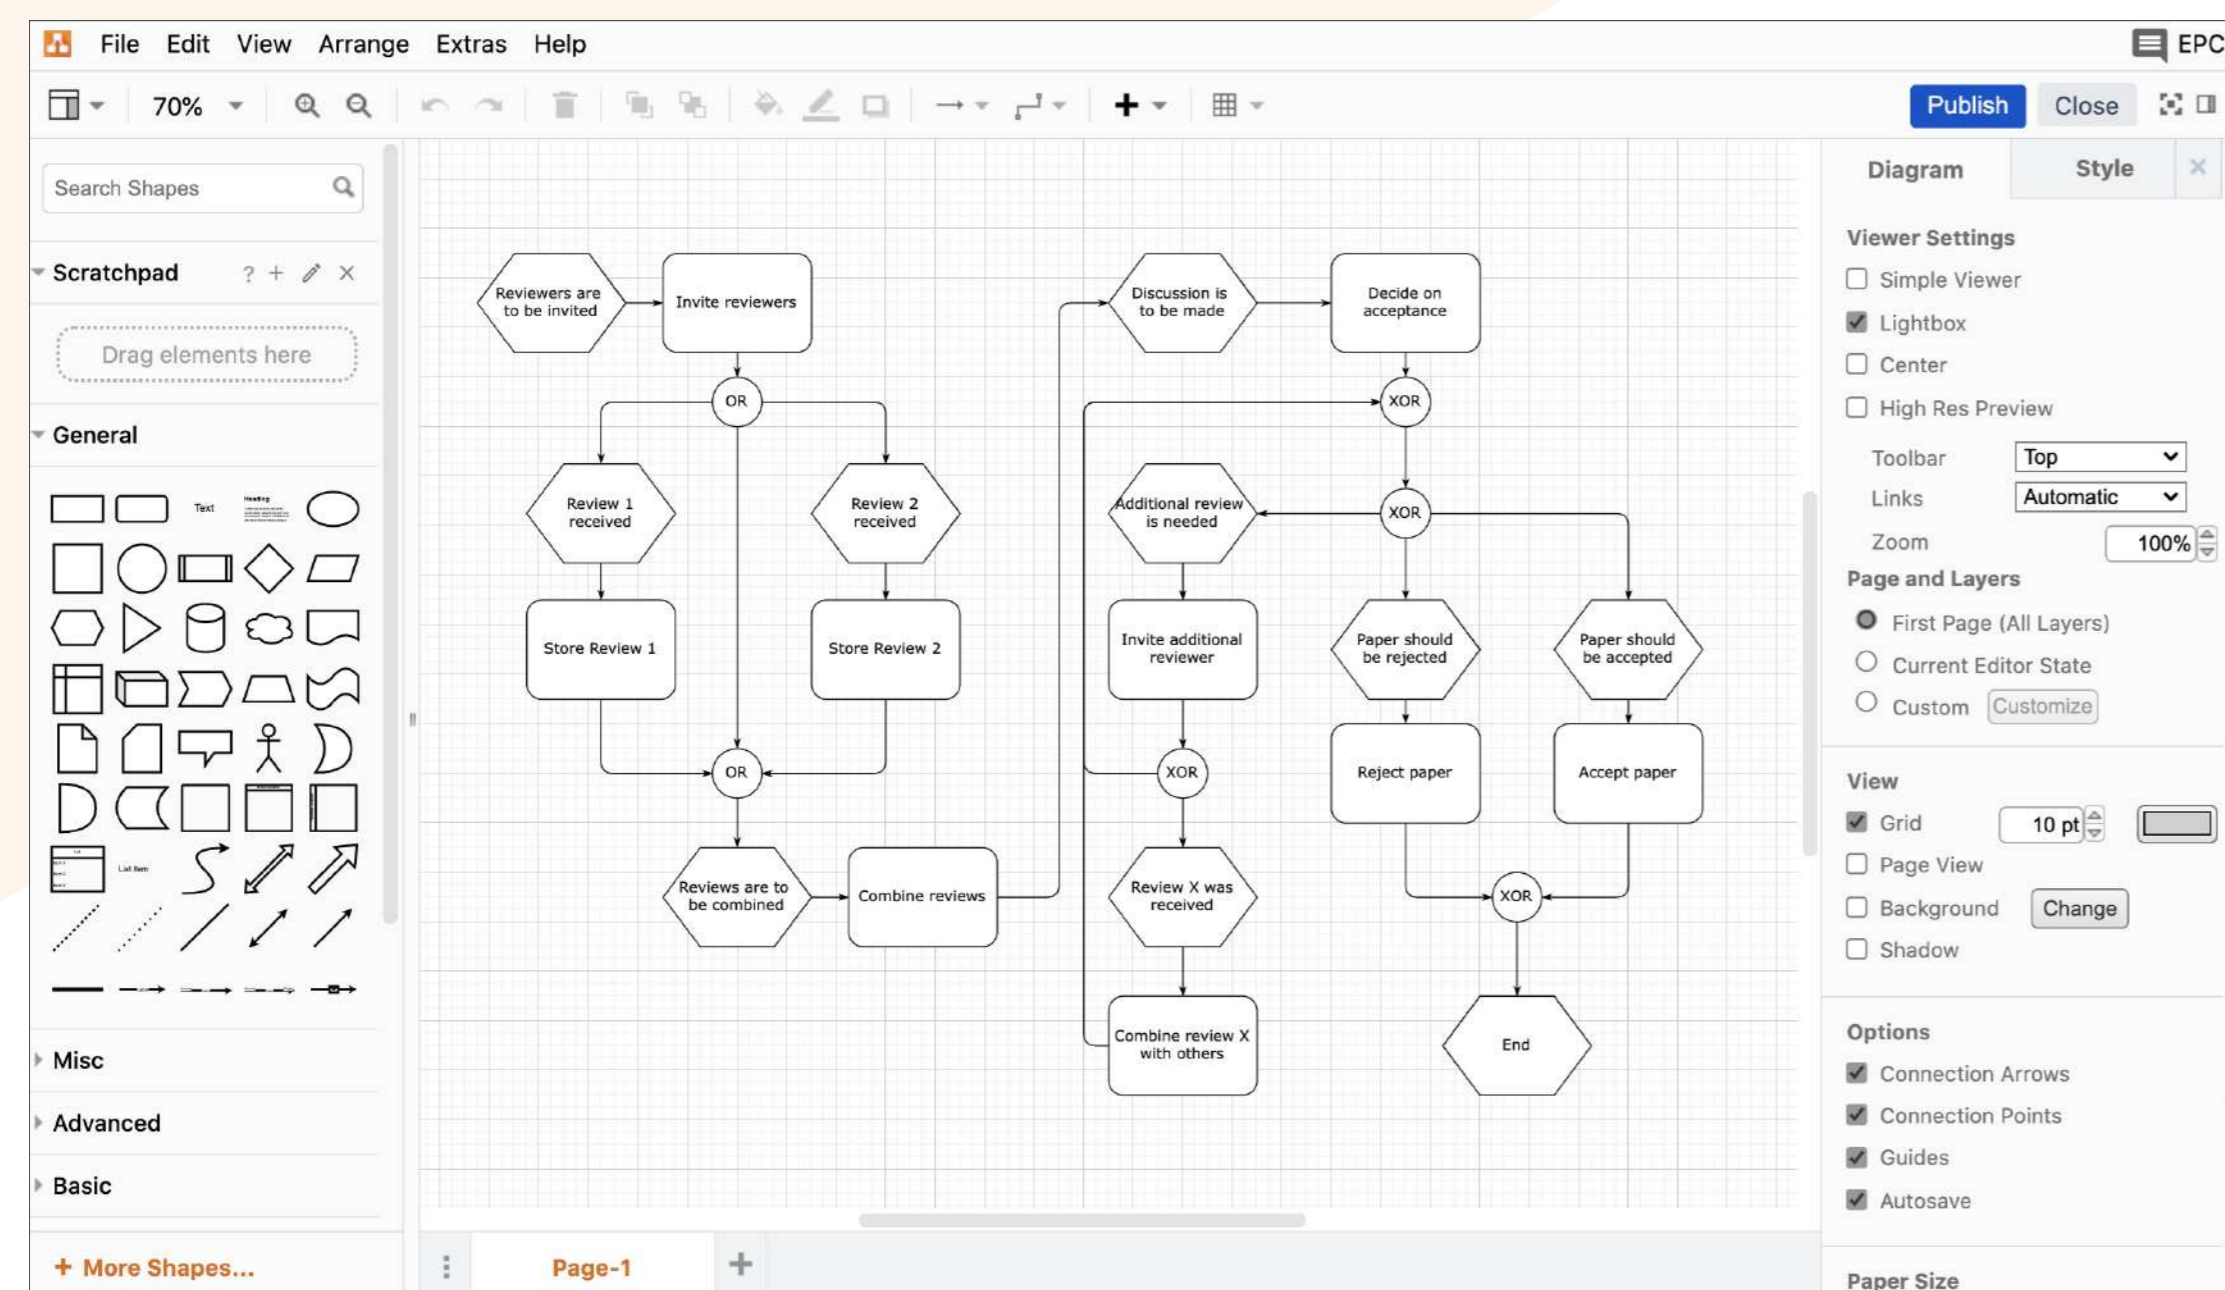 File Edit View Arrange Extras Help
EPC
70%
Publish Close
Search Shapes
Scratchpad ? + X
Drag elements here
General
Text
Heading
List Item
Misc
Advanced
Basic
+ More Shapes...
Reviewers are
to be invited
Invite reviewers
OR
Review 1
received
Review 2
received
Store Review 1
Store Review 2
OR
Reviews are to
be combined
Combine reviews
Discussion is
to be made
Decide on
acceptance
XOR
XOR
Additional review
is needed
Invite additional
reviewer
Paper should
be rejected
Paper should
be accepted
XOR
Reject paper
Accept paper
Review X was
received
XOR
Combine review X
with others
End
Page-1
Diagram Style
Viewer Settings
Simple Viewer
Lightbox
Center
High Res Preview
Toolbar Top
Links Automatic
Zoom 100%
Page and Layers
First Page (All Layers)
Current Editor State
Custom Customize
View
Grid 10 pt
Page View
Background Change
Shadow
Options
Connection Arrows
Connection Points
Guides
Autosave
Paper Size